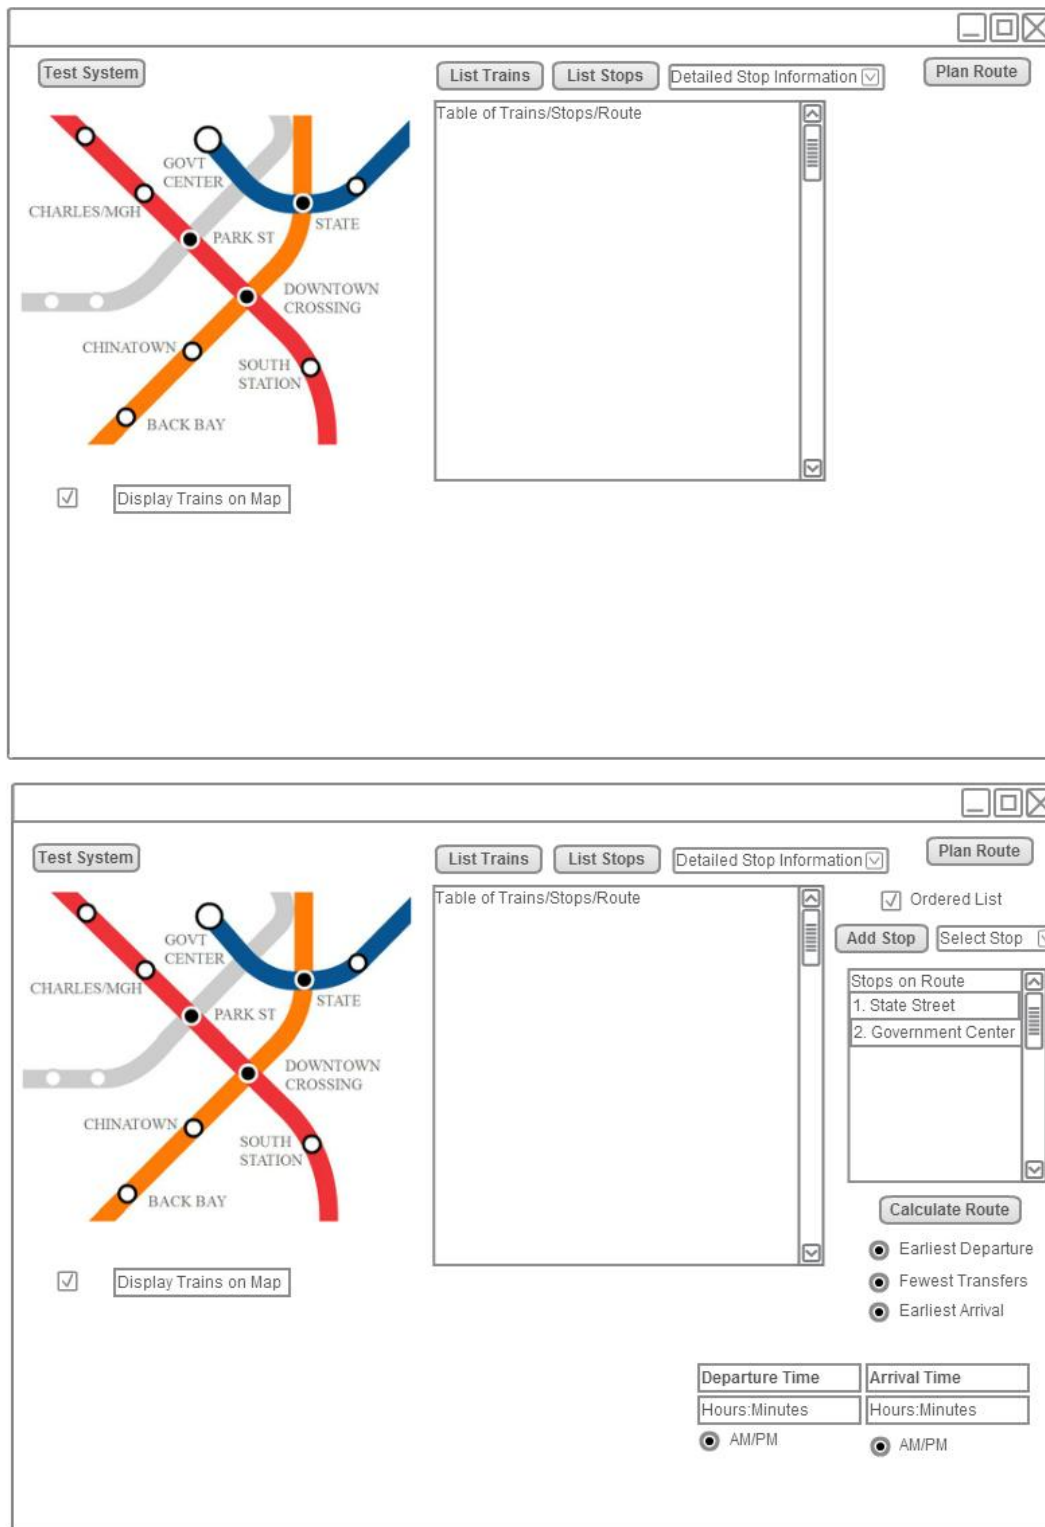 Test System
List Trains
List Stops
Detailed Stop Information
Plan Route
Table of Trains/Stops/Route
GOVT
CENTER
CHARLES/MGH
STATE
PARK ST
DOWNTOWN
CROSSING
CHINATOWN
SOUTH
STATION
BACK BAY
Display Trains on Map
Test System
List Trains
List Stops
Detailed Stop Information
Plan Route
Table of Trains/Stops/Route
Ordered List
Add Stop
Select Stop
GOVT
CENTER
CHARLES/MGH
STATE
PARK ST
DOWNTOWN
CROSSING
CHINATOWN
SOUTH
STATION
BACK BAY
Stops on Route
1. State Street
2. Government Center
Calculate Route
Earliest Departure
Fewest Transfers
Earliest Arrival
Display Trains on Map
Departure Time
Arrival Time
Hours:Minutes
Hours:Minutes
AM/PM
AM/PM